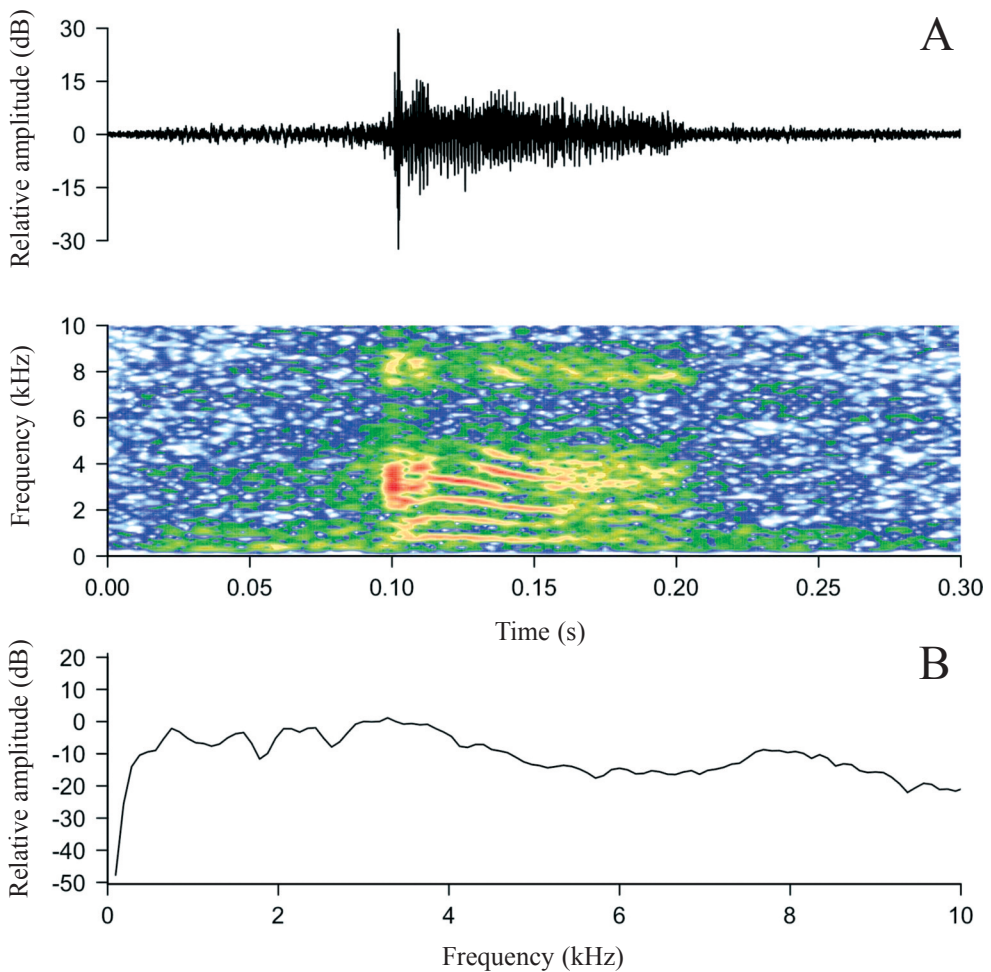 A
Relative amplitude (dB)
30
15
0
-15
-30
Frequency (kHz)
10
8
6
4
2
0
0.00 0.05 0.10 0.15 0.20 0.25 0.30
Time (s)
B
Relative amplitude (dB)
20
10
0
-10
-20
-30
-40
-50
0 2 4 6 8 10
Frequency (kHz)